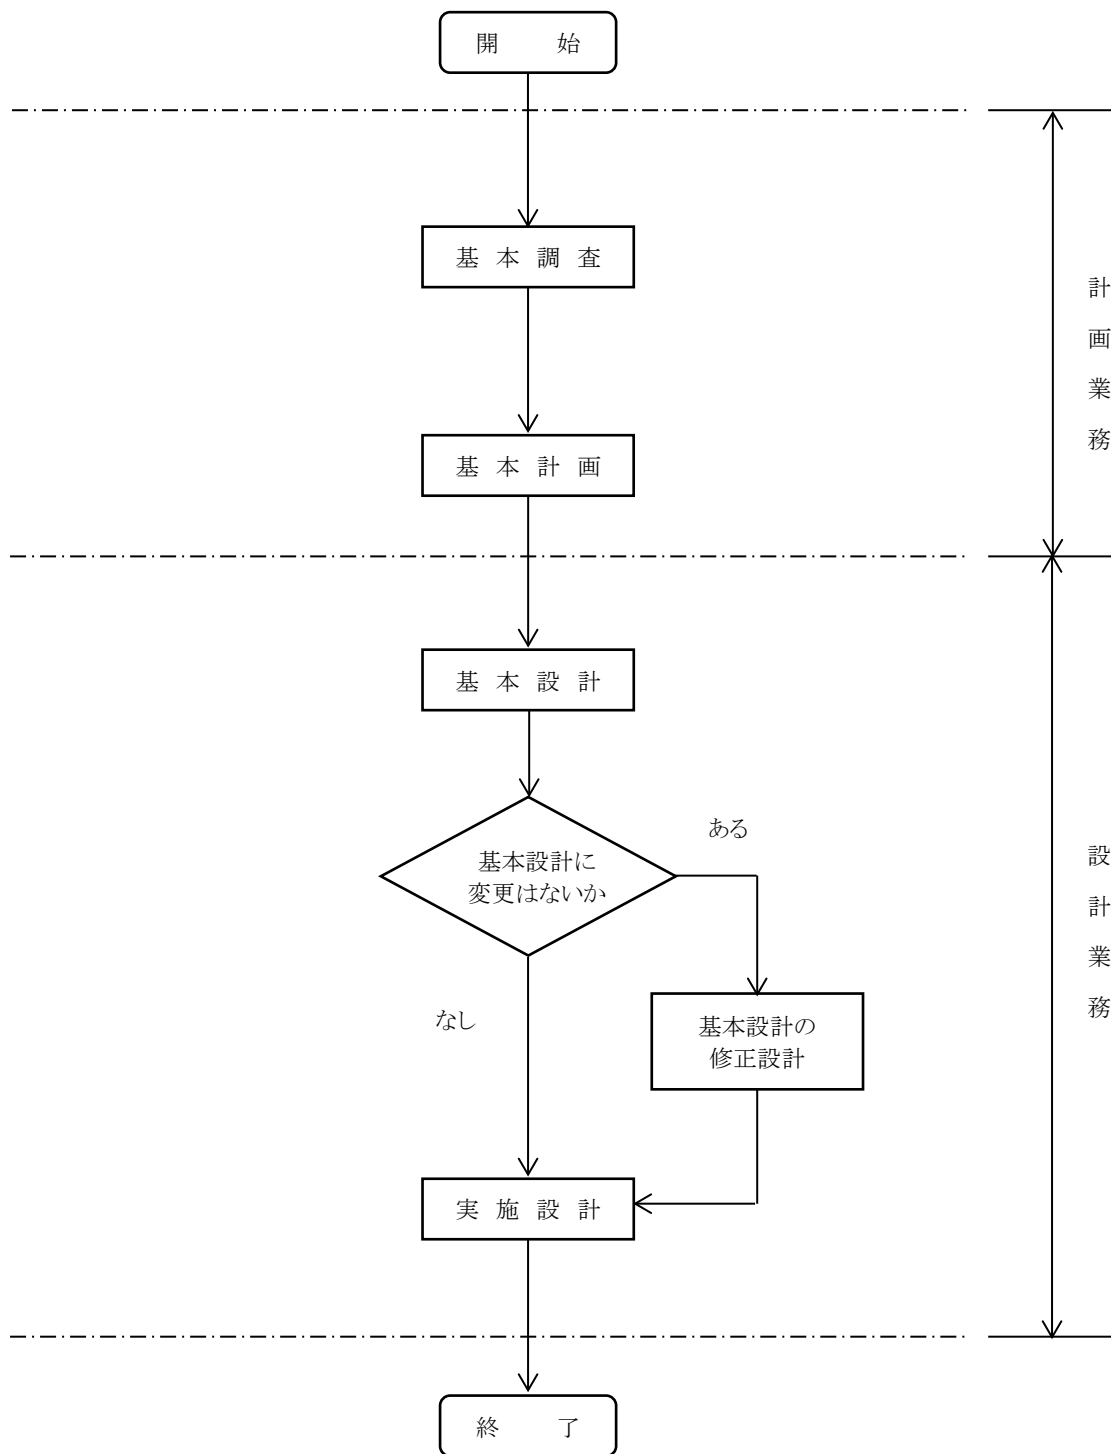 開始
基本調査
計画業務
基本計画
基本設計
基本設計に
変更はないか
ある
なし
設計業務
基本設計の
修正設計
実施設計
終了